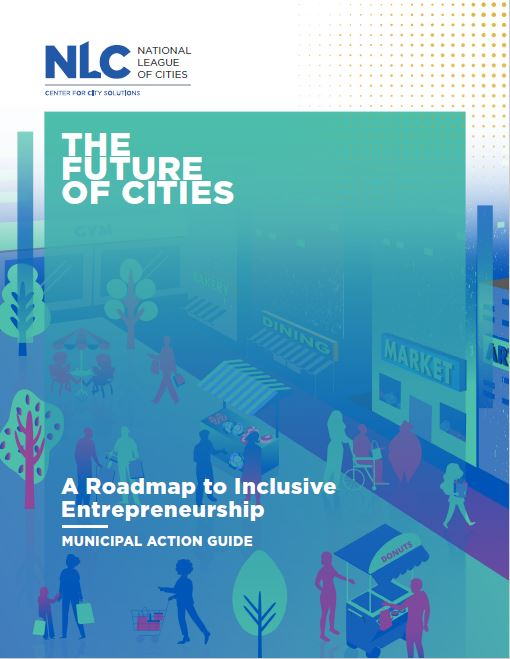 NLC
NATIONAL
LEAGUE
OF CITIES
CENTER FOR CITY SOLUTIONS
THE
FUTURE
OF CITIES
GYM
BAKERY
DINING
MARKET
A Roadmap to Inclusive
Entrepreneurship
MUNICIPAL ACTION GUIDE
DONUTS